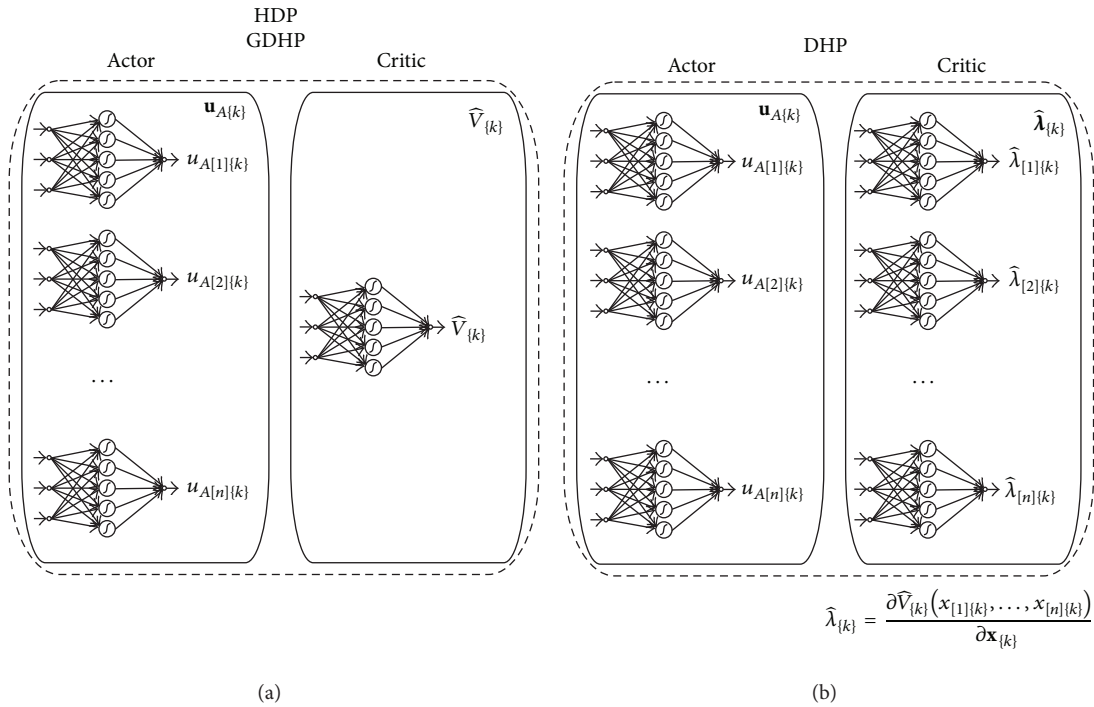 HDP
GDHP
Actor
Critic
u_{A{k}}
u_{A[1]{k}}
u_{A[2]{k}}
...
u_{A[n]{k}}
V̂_{{k}}
V̂_{{k}}
(a)
DHP
Actor
Critic
u_{A{k}}
u_{A[1]{k}}
u_{A[2]{k}}
...
u_{A[n]{k}}
λ̂_{{k}}
λ̂_{[1]{k}}
λ̂_{[2]{k}}
...
λ̂_{[n]{k}}
λ̂_{{k}} = ∂V̂_{{k}}(x_{[1]{k}},...,x_{[n]{k}}) / ∂x_{{k}}
(b)